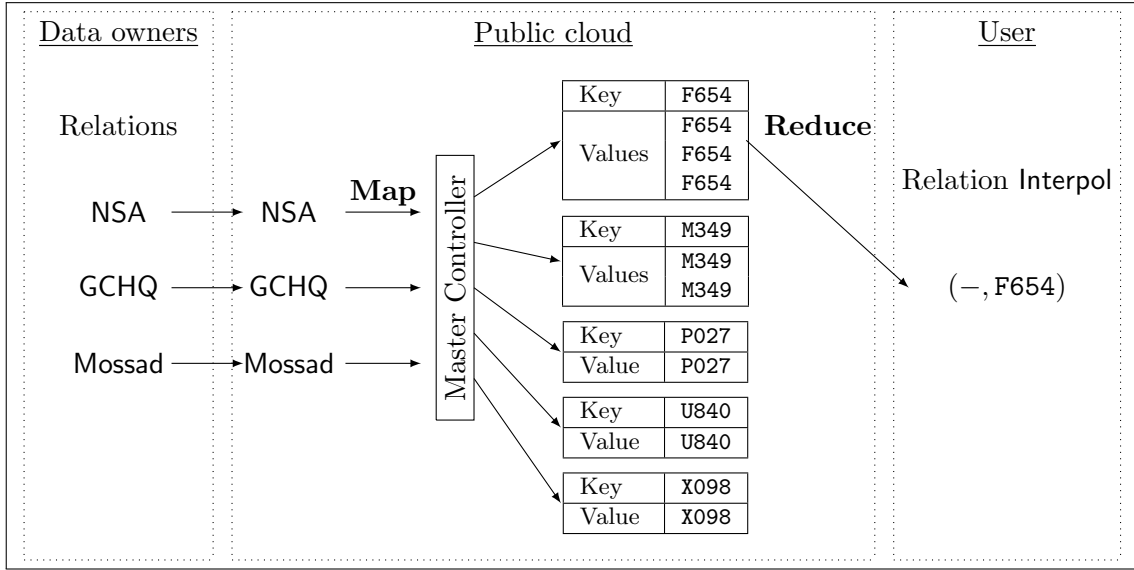 Data owners
Public cloud
User
Relations
NSA
GCHQ
Mossad
NSA
GCHQ
Mossad
Map
Master Controller
Key F654
Values F654
F654
F654
Key M349
Values M349
M349
Key P027
Value P027
Key U840
Value U840
Key X098
Value X098
Reduce
Relation Interpol
(−, F654)